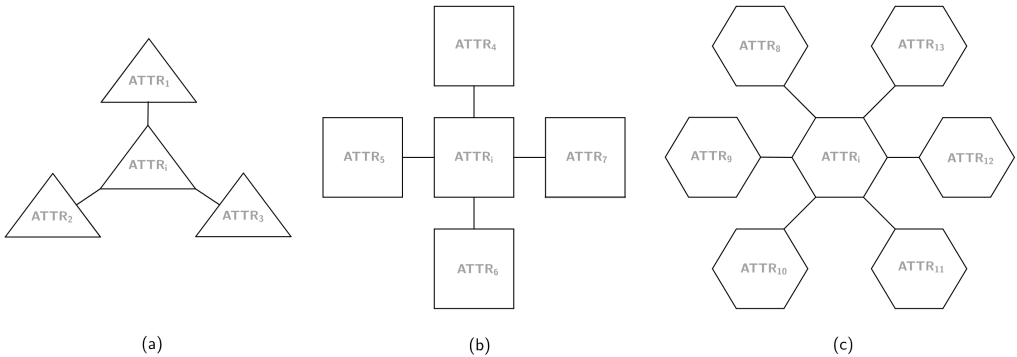 ATTR₁
ATTRᵢ
ATTR₂
ATTR₃
(a)
ATTR₄
ATTR₅
ATTRᵢ
ATTR₇
ATTR₆
(b)
ATTR₈
ATTR₁₃
ATTR₉
ATTRᵢ
ATTR₁₂
ATTR₁₀
ATTR₁₁
(c)